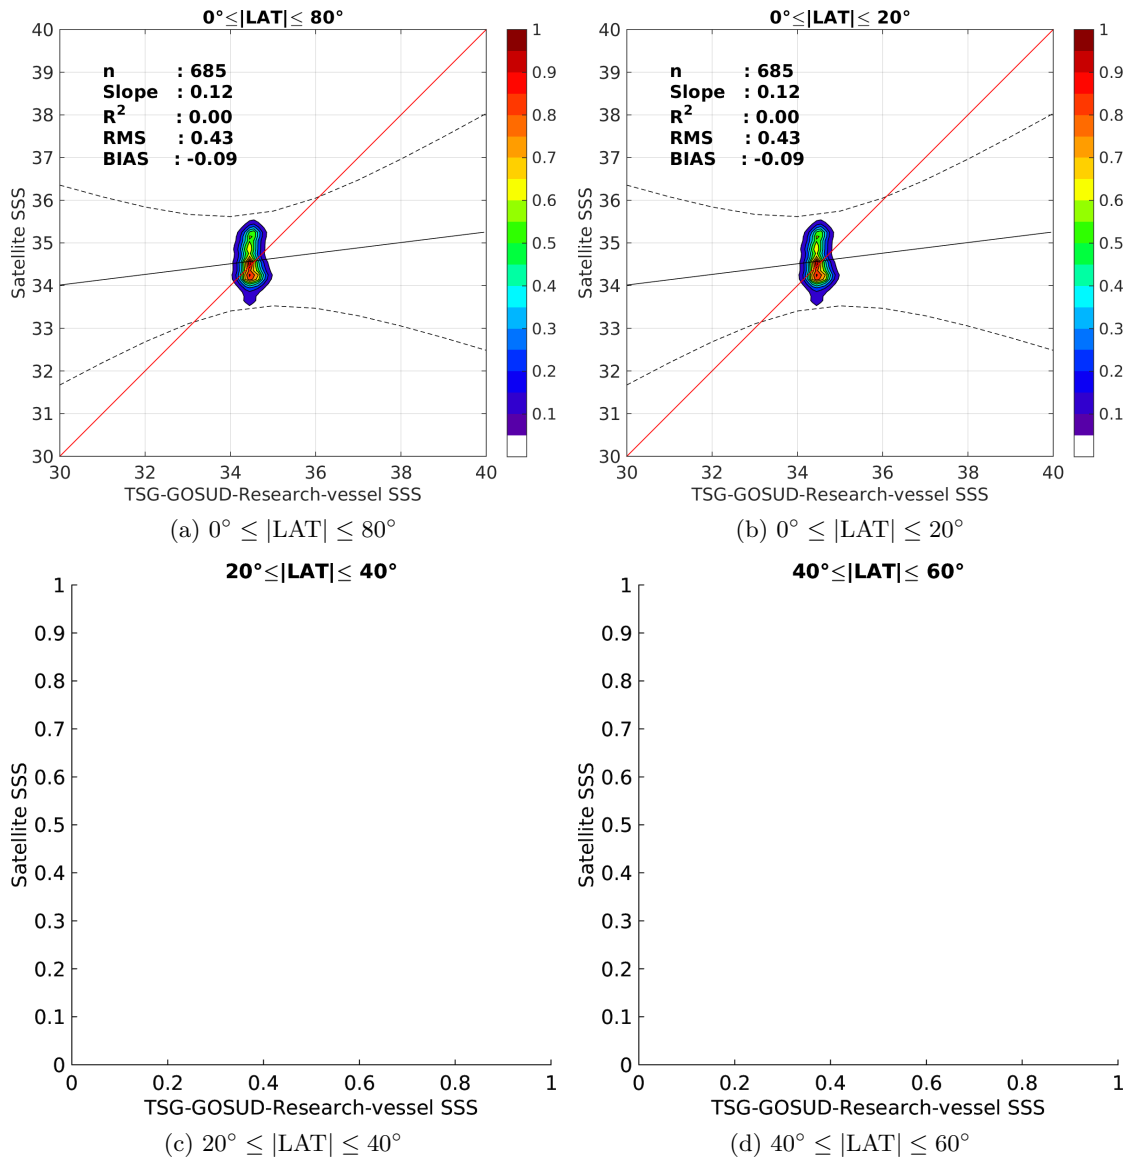 0°≤|LAT|≤ 80°
40
39
38
37
36
35
34
33
32
31
30
n : 685
Slope : 0.12
R² : 0.00
RMS : 0.43
BIAS : -0.09
1
0.9
0.8
0.7
0.6
0.5
0.4
0.3
0.2
0.1
Satellite SSS
30 32 34 36 38 40
TSG-GOSUD-Research-vessel SSS
(a) 0° ≤ |LAT| ≤ 80°
0°≤|LAT|≤ 20°
40
39
38
37
36
35
34
33
32
31
30
n : 685
Slope : 0.12
R² : 0.00
RMS : 0.43
BIAS : -0.09
1
0.9
0.8
0.7
0.6
0.5
0.4
0.3
0.2
0.1
Satellite SSS
30 32 34 36 38 40
TSG-GOSUD-Research-vessel SSS
(b) 0° ≤ |LAT| ≤ 20°
20°≤|LAT|≤ 40°
1
0.9
0.8
0.7
0.6
0.5
0.4
0.3
0.2
0.1
0
Satellite SSS
0 0.2 0.4 0.6 0.8 1
TSG-GOSUD-Research-vessel SSS
(c) 20° ≤ |LAT| ≤ 40°
40°≤|LAT|≤ 60°
1
0.9
0.8
0.7
0.6
0.5
0.4
0.3
0.2
0.1
0
Satellite SSS
0 0.2 0.4 0.6 0.8 1
TSG-GOSUD-Research-vessel SSS
(d) 40° ≤ |LAT| ≤ 60°